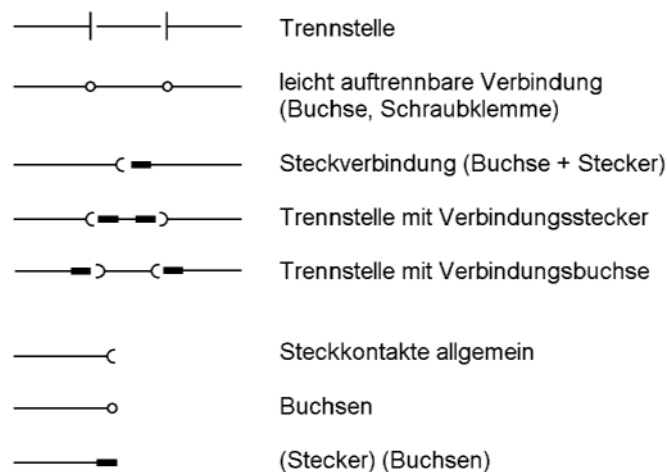 Trennstelle
leicht auftrennbare Verbindung
(Buchse, Schraubklemme)
Steckverbindung (Buchse + Stecker)
Trennstelle mit Verbindungsstecker
Trennstelle mit Verbindungsbuchse
Steckkontakte allgemein
Buchsen
(Stecker) (Buchsen)